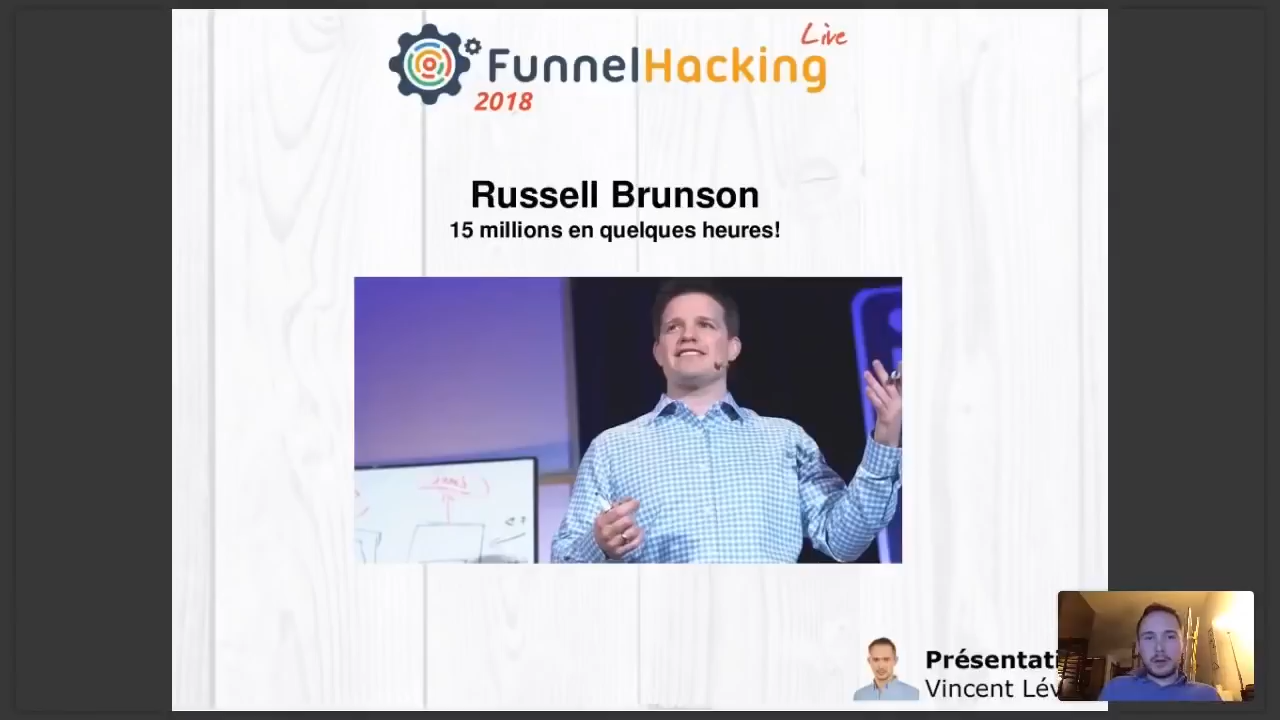 Live
FunnelHacking
2018
Russell Brunson
15 millions en quelques heures!
Présentati
Vincent Lév